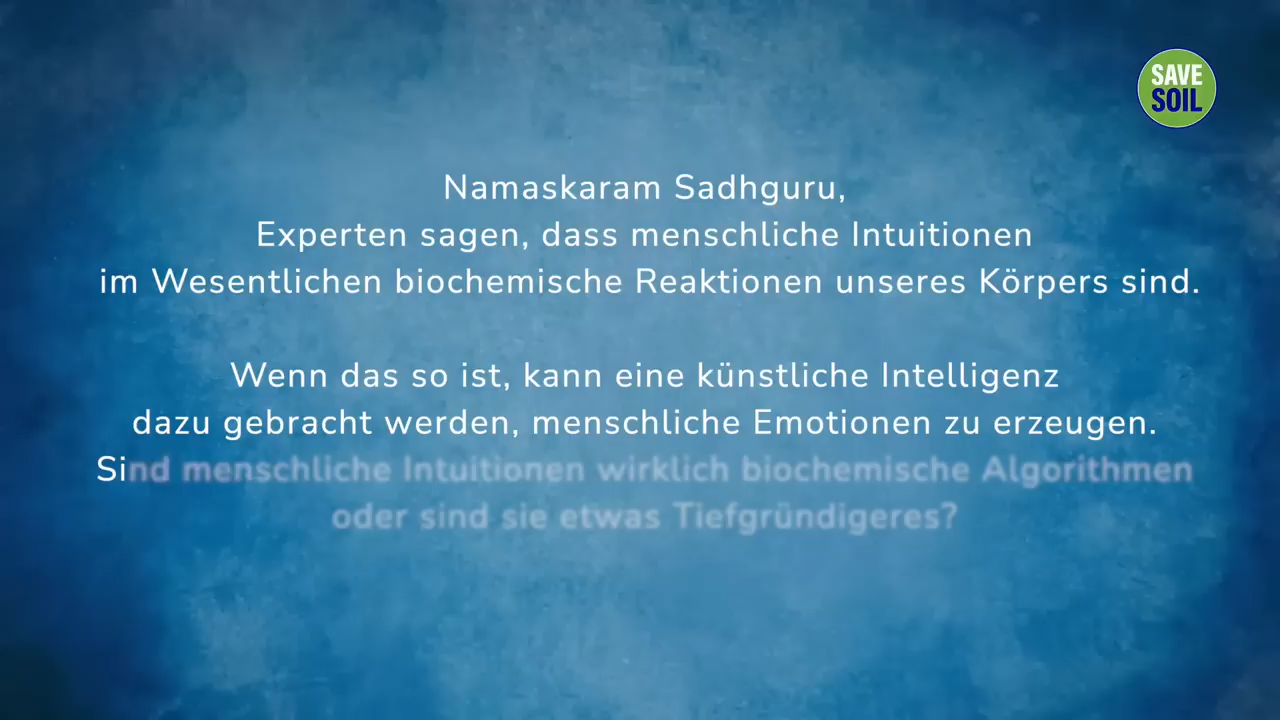 SAVE
SOIL
Namaskaram Sadhguru,
Experten sagen, dass menschliche Intuitionen
im Wesentlichen biochemische Reaktionen unseres Körpers sind.
Wenn das so ist, kann eine künstliche Intelligenz
dazu gebracht werden, menschliche Emotionen zu erzeugen.
Sind menschliche Intuitionen wirklich biochemische Algorithmen
oder sind sie etwas Tiefgründigeres?